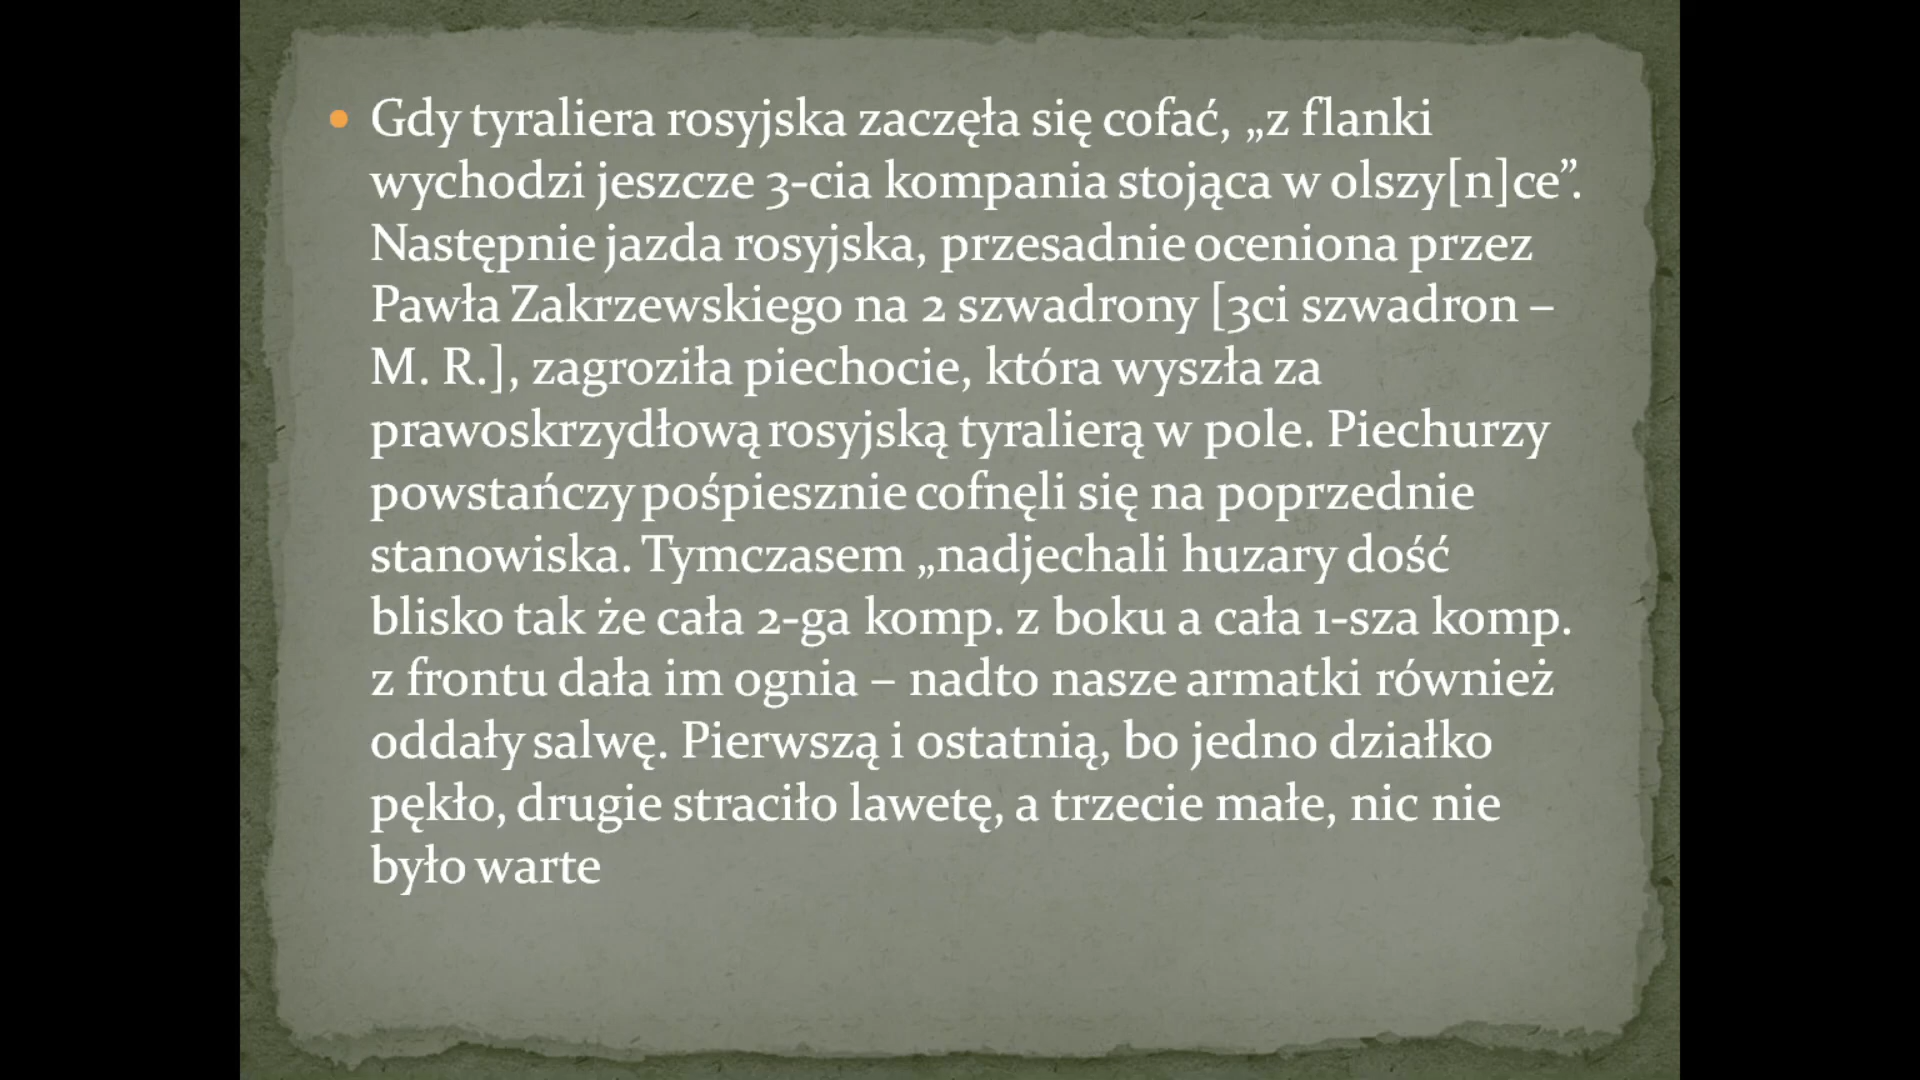 • Gdy tyraliera rosyjska zaczęła się cofać, „z flanki
wychodzi jeszcze 3-cia kompania stojąca w olszy[n]ce”.
Następnie jazda rosyjska, przesadnie oceniona przez
Pawła Zakrzewskiego na 2 szwadrony [3ci szwadron –
M. R.], zagroziła piechocie, która wyszła za
prawoskrzydłową rosyjską tyralierą w pole. Piechurzy
powstańczy pośpiesznie cofnęli się na poprzednie
stanowiska. Tymczasem „nadjechali huzary dość
blisko tak że cała 2-ga komp. z boku a cała 1-sza komp.
z frontu dała im ognia – nadto nasze armatki również
oddały salwę. Pierwszą i ostatnią, bo jedno działko
pękło, drugie straciło lawetę, a trzecie małe, nic nie
było warte